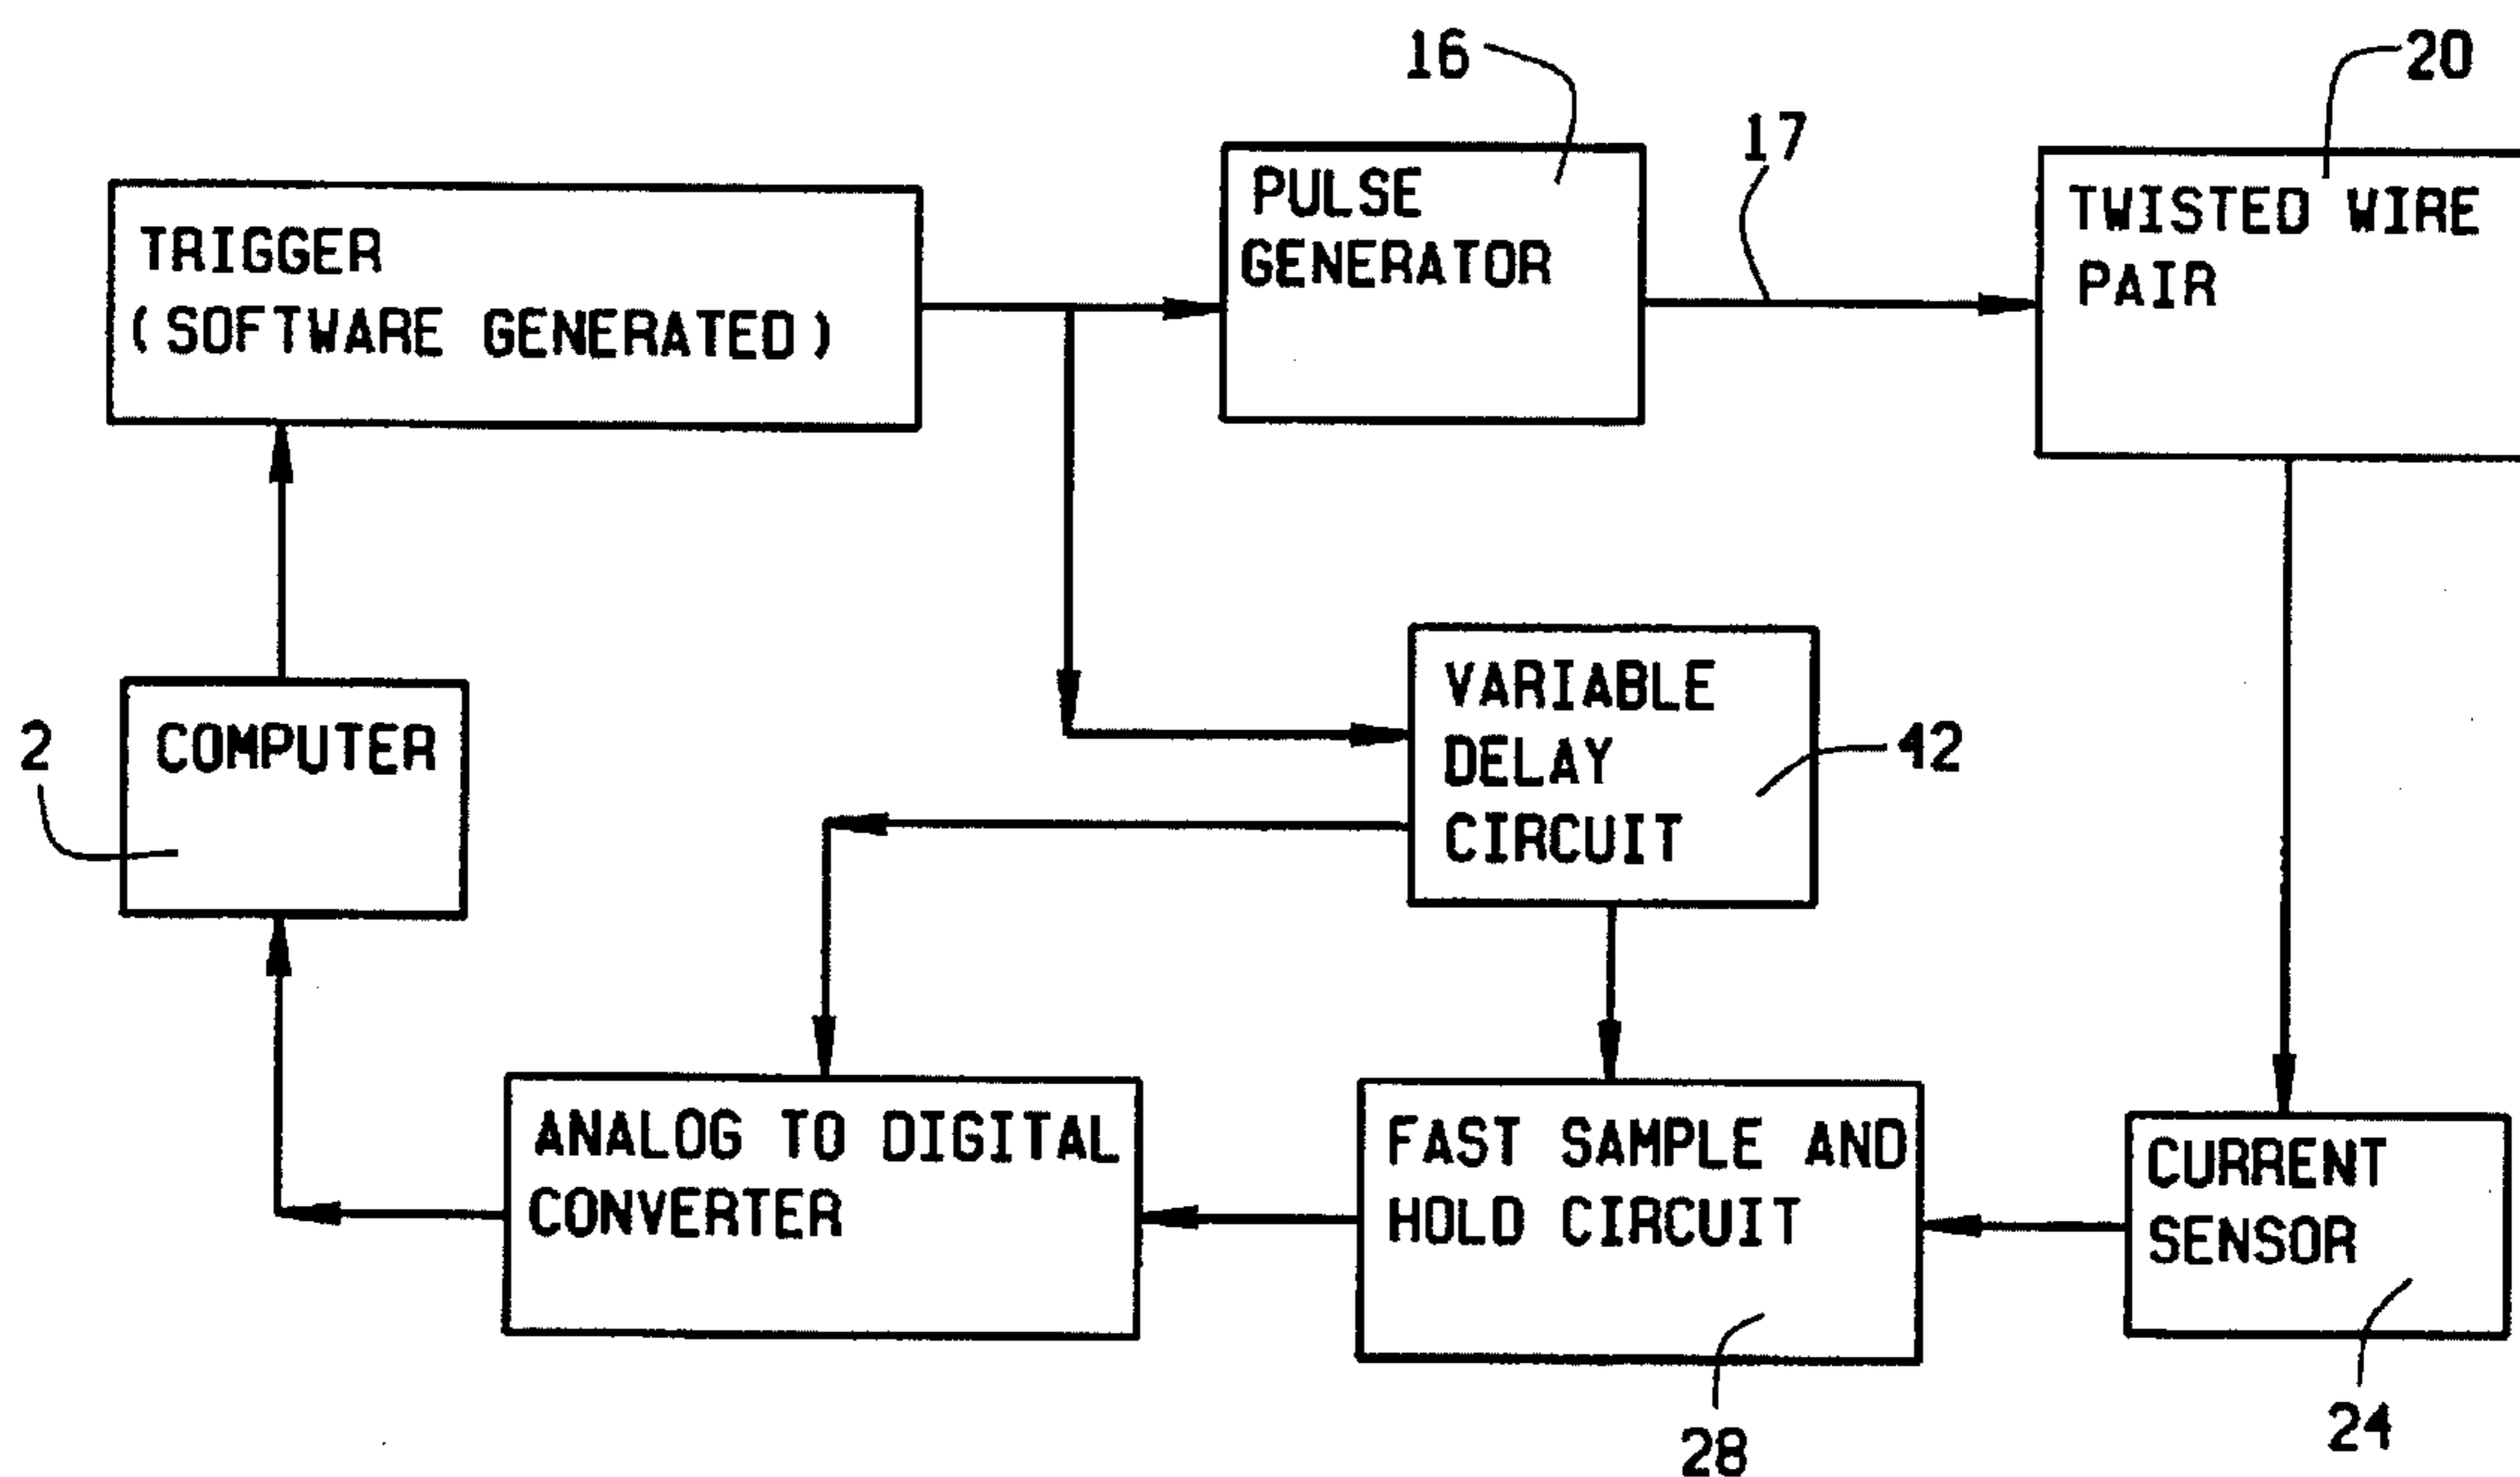 16
20
17
PULSE
GENERATOR
TWISTED WIRE
PAIR
TRIGGER
(SOFTWARE GENERATED)
VARIABLE
DELAY
CIRCUIT
42
2
COMPUTER
ANALOG TO DIGITAL
CONVERTER
FAST SAMPLE AND
HOLD CIRCUIT
CURRENT
SENSOR
28
24